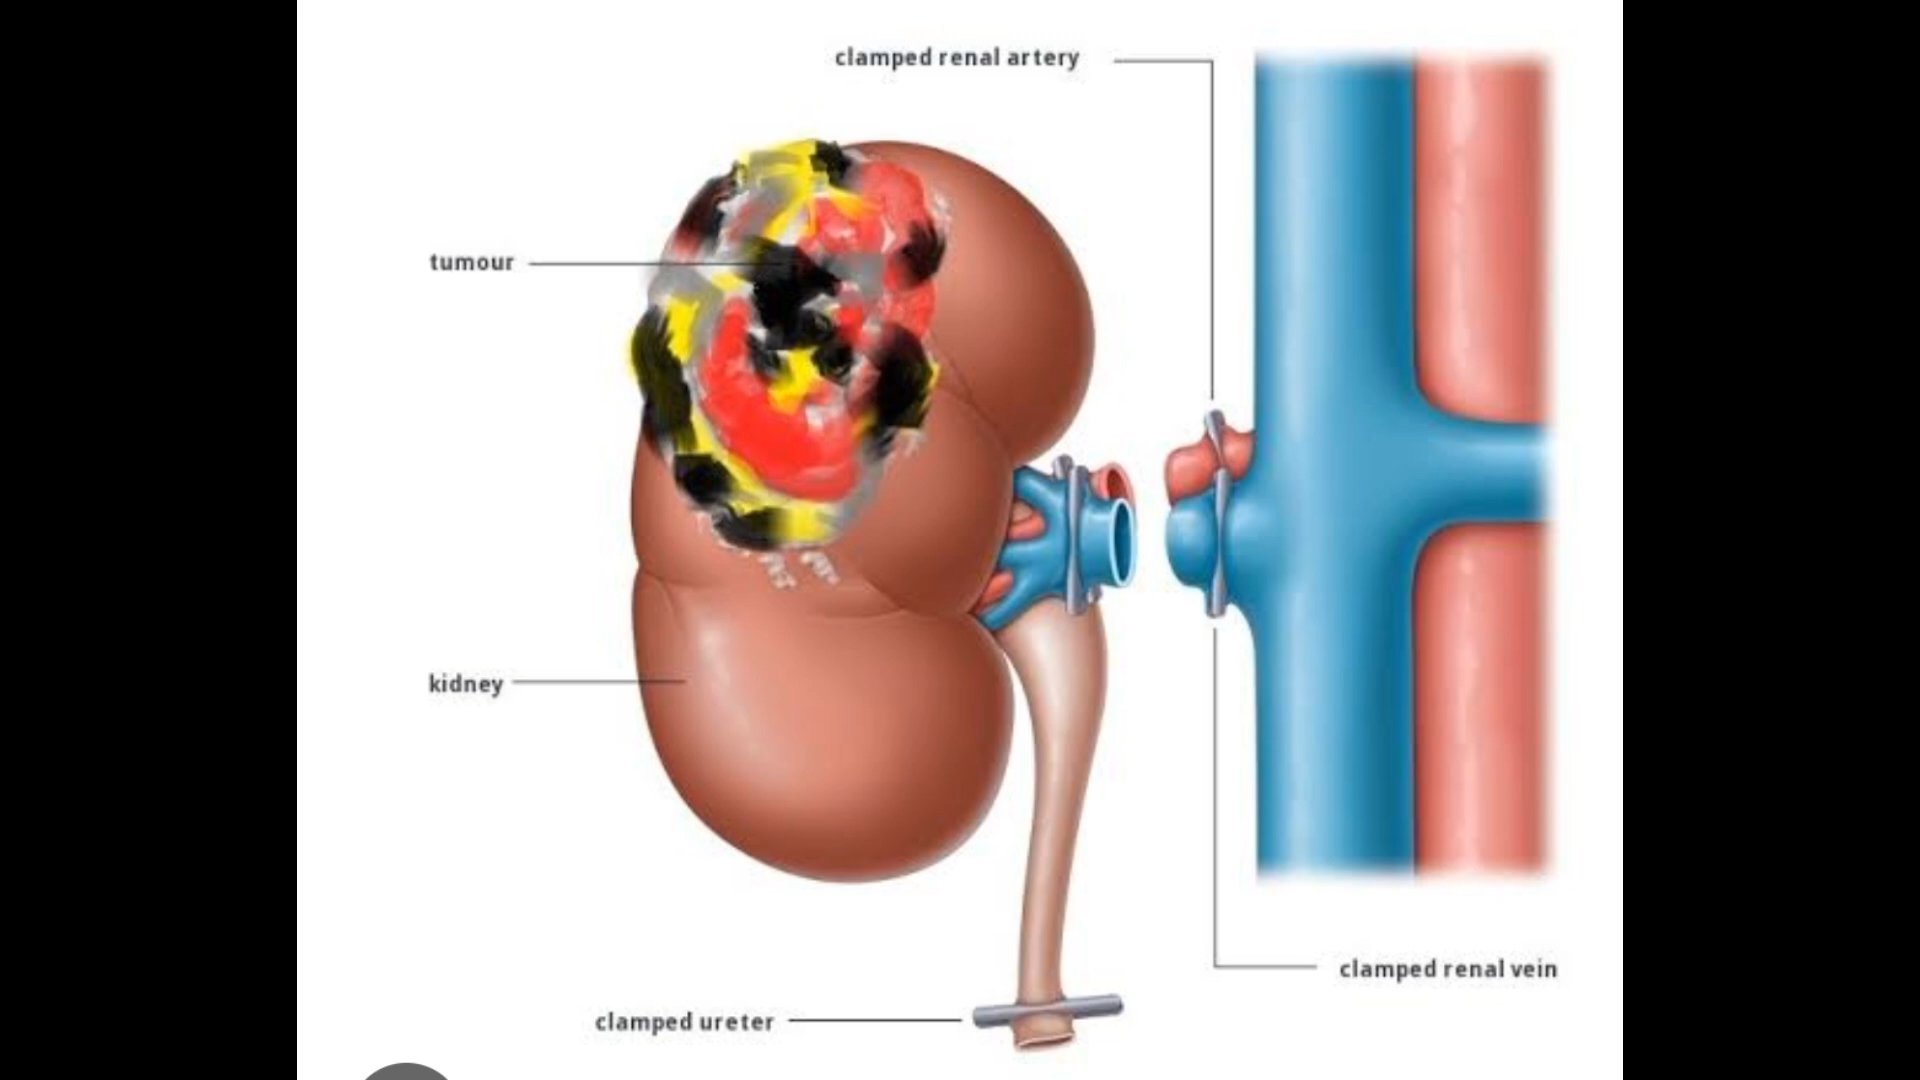 clamped renal artery
tumour
kidney
clamped renal vein
clamped ureter